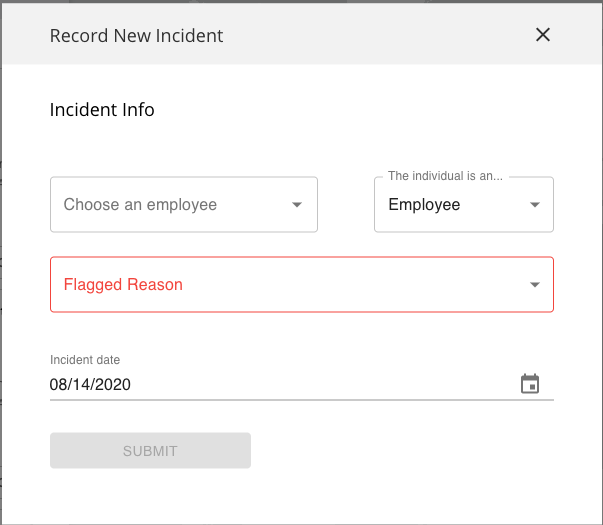 Record New Incident
Incident Info
The individual is an...
Choose an employee
Employee
Flagged Reason
Incident date
08/14/2020
SUBMIT